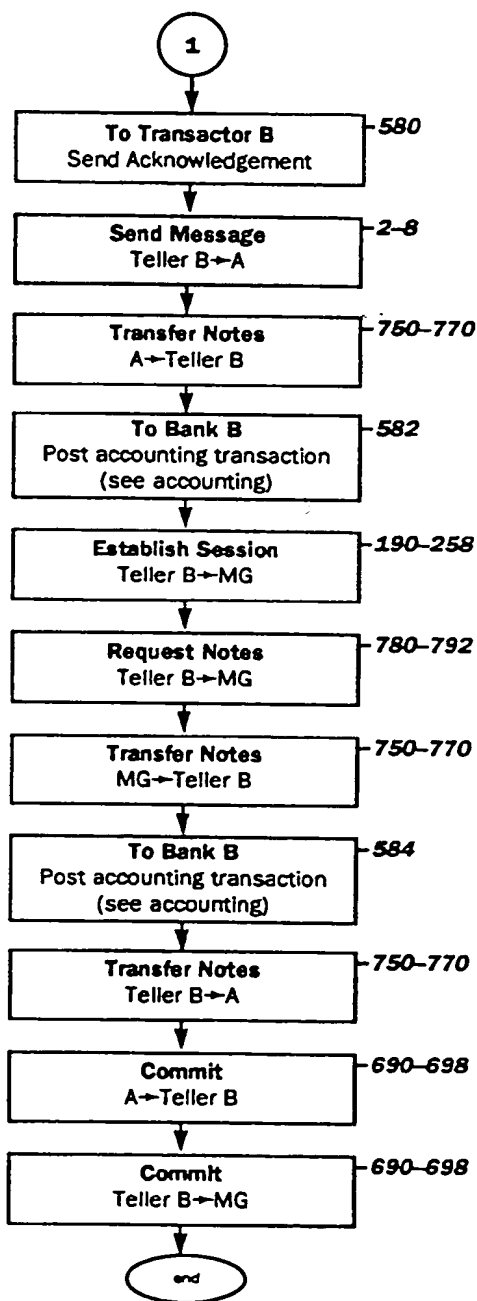 1
To Transactor B
Send Acknowledgement
580
Send Message
Teller B→A
2–8
Transfer Notes
A→Teller B
750–770
To Bank B
Post accounting transaction
(see accounting)
582
Establish Session
Teller B→MG
190–258
Request Notes
Teller B→MG
780–792
Transfer Notes
MG→Teller B
750–770
To Bank B
Post accounting transaction
(see accounting)
584
Transfer Notes
Teller B→A
750–770
Commit
A→Teller B
690–698
Commit
Teller B→MG
690–698
end